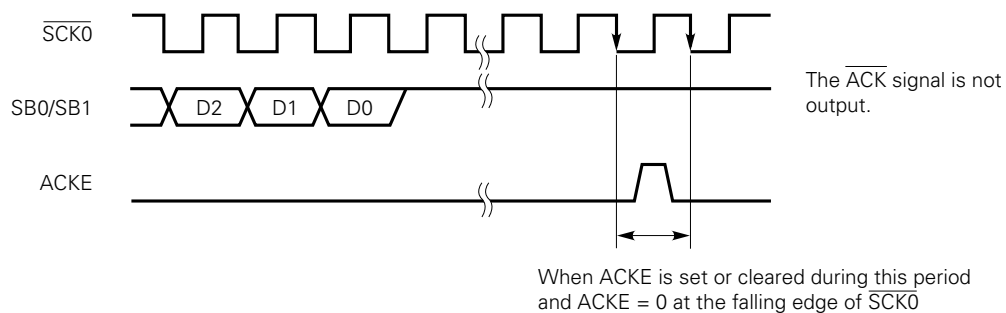 SCK0
The ACK signal is not
output.
SB0/SB1
D2 D1 D0
ACKE
When ACKE is set or cleared during this period
and ACKE = 0 at the falling edge of SCK0